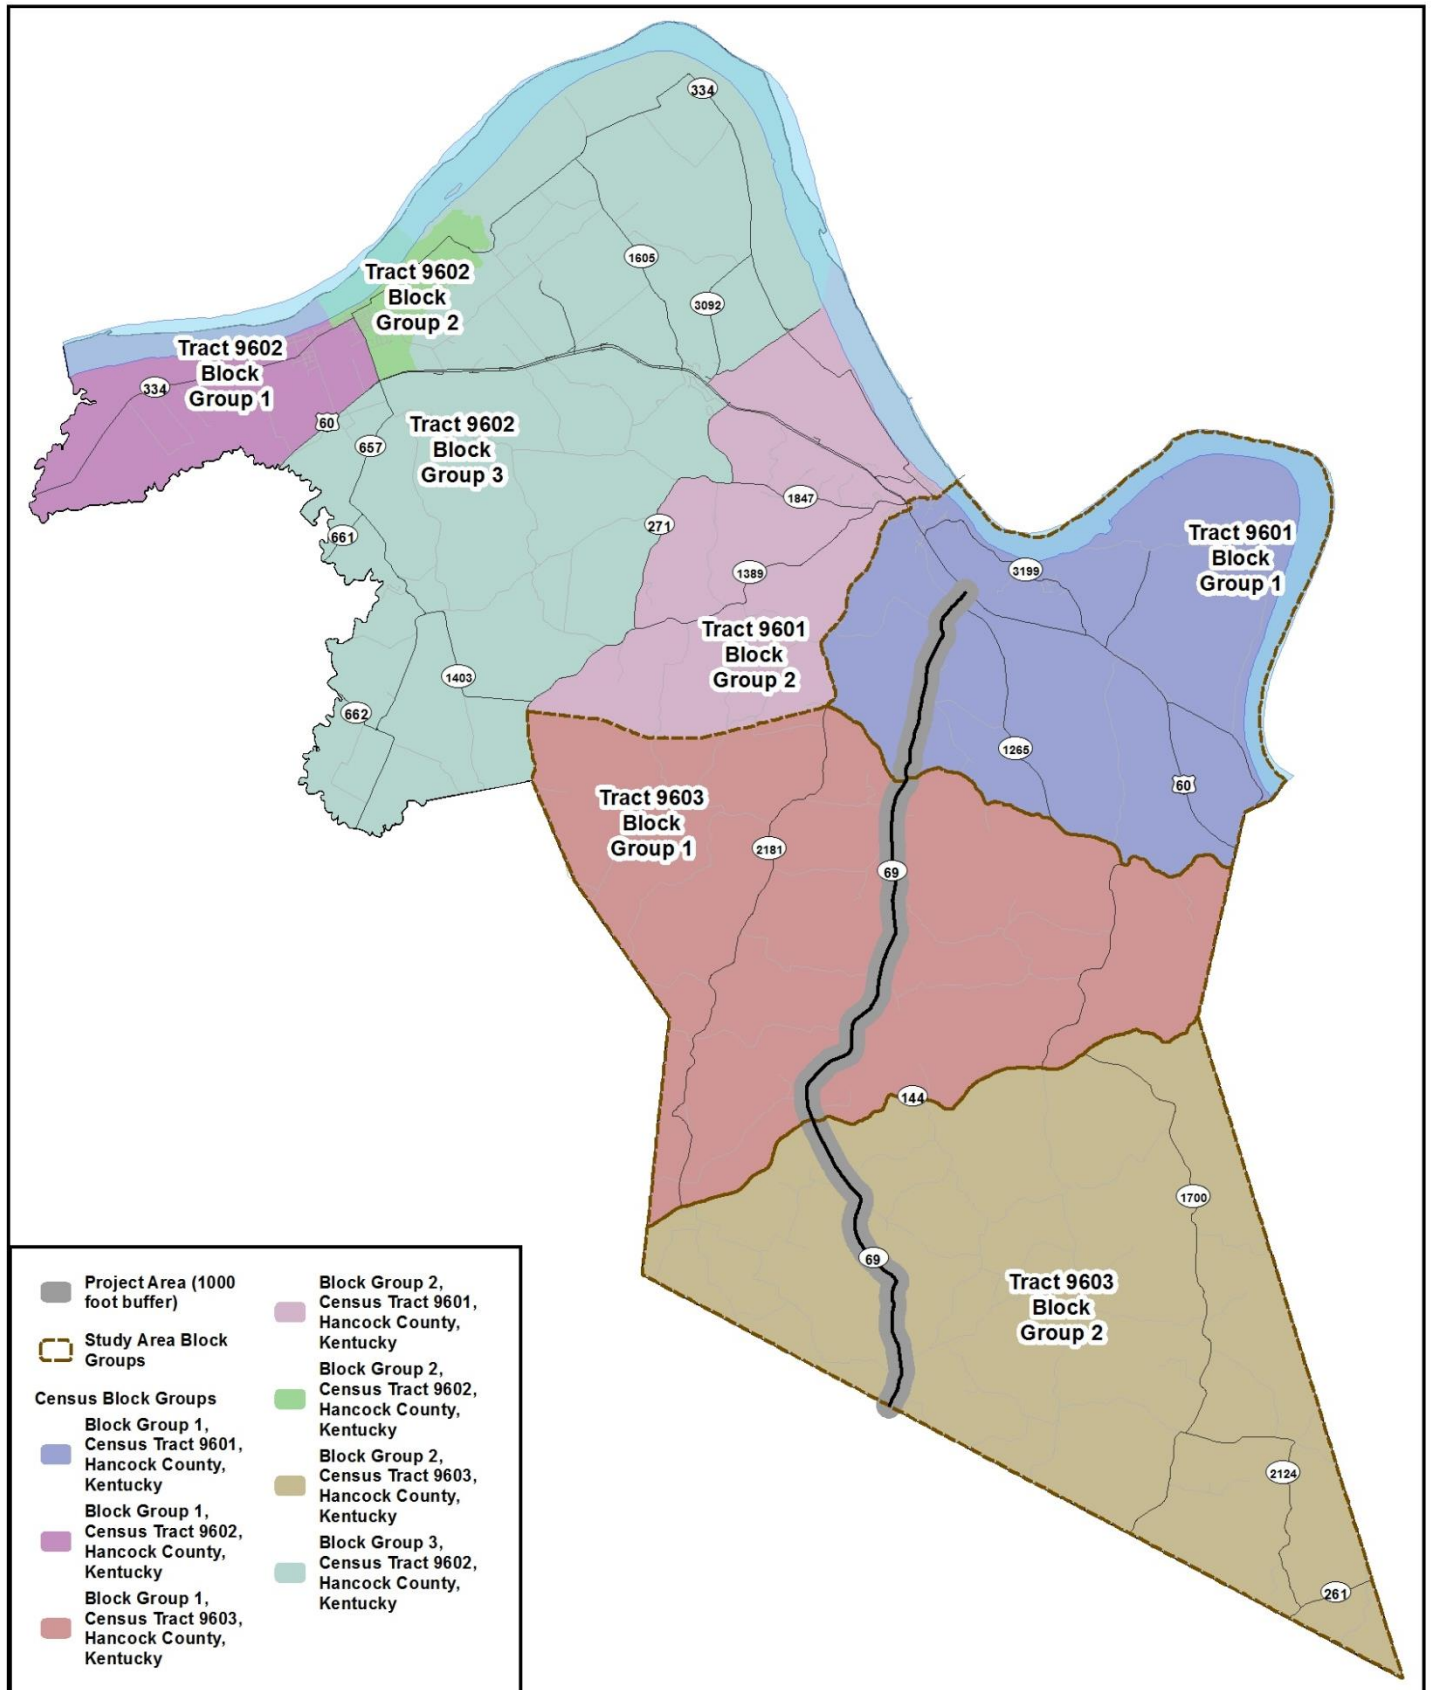 334
1605
3092
Tract 9602
Block
Group 2
Tract 9602
Block
Group 1
334
60
657
Tract 9602
Block
Group 3
1847
271
661
1389
Tract 9601
Block
Group 1
3199
Tract 9601
Block
Group 2
1403
662
1265
60
Tract 9603
Block
Group 1
2181
69
144
1700
69
Tract 9603
Block
Group 2
2124
261
Project Area (1000
foot buffer)
Study Area Block
Groups
Census Block Groups
Block Group 1,
Census Tract 9601,
Hancock County,
Kentucky
Block Group 1,
Census Tract 9602,
Hancock County,
Kentucky
Block Group 1,
Census Tract 9603,
Hancock County,
Kentucky
Block Group 2,
Census Tract 9601,
Hancock County,
Kentucky
Block Group 2,
Census Tract 9602,
Hancock County,
Kentucky
Block Group 2,
Census Tract 9603,
Hancock County,
Kentucky
Block Group 3,
Census Tract 9602,
Hancock County,
Kentucky